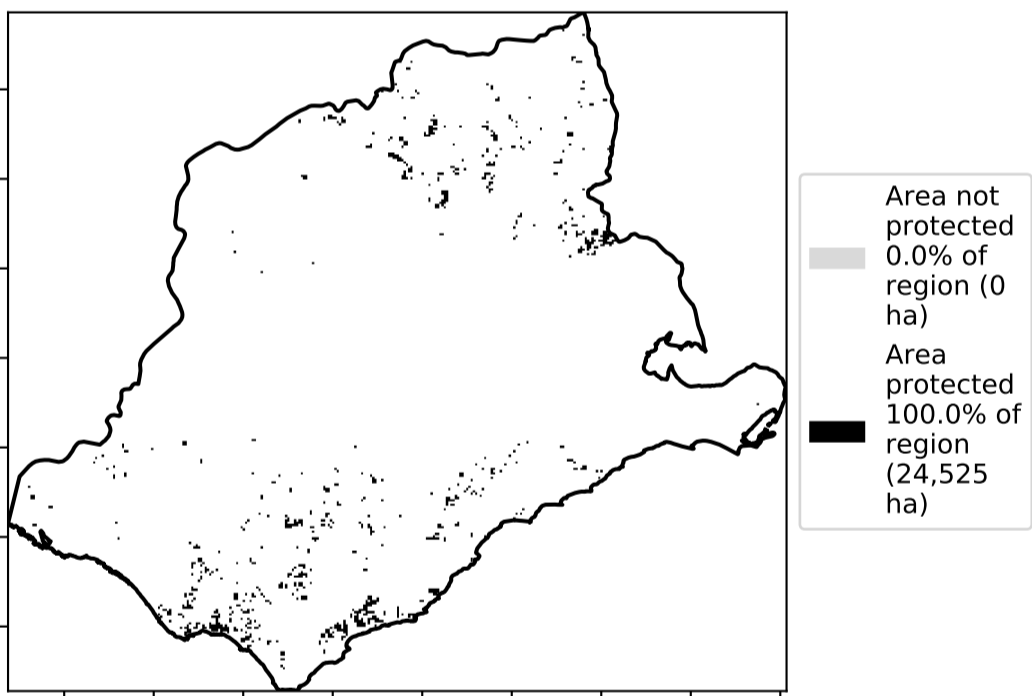 Area not
protected
0.0% of
region (0
ha)
Area
protected
100.0% of
region
(24,525
ha)